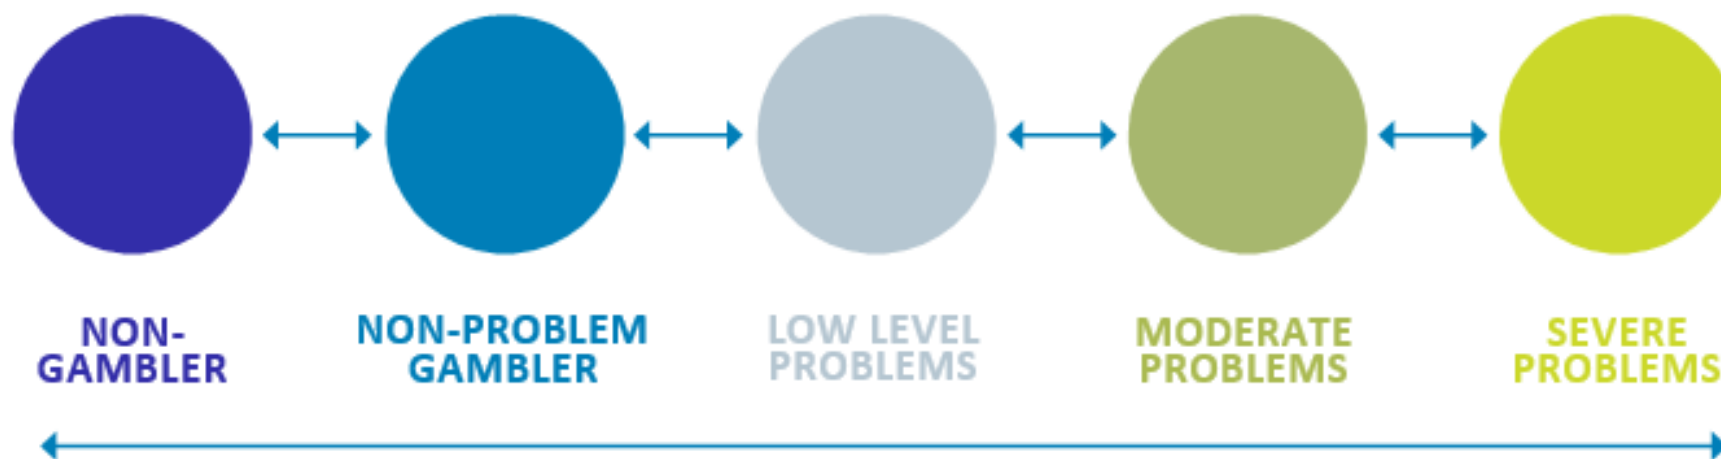 NON-
GAMBLER
NON-PROBLEM
GAMBLER
LOW LEVEL
PROBLEMS
MODERATE
PROBLEMS
SEVERE
PROBLEMS